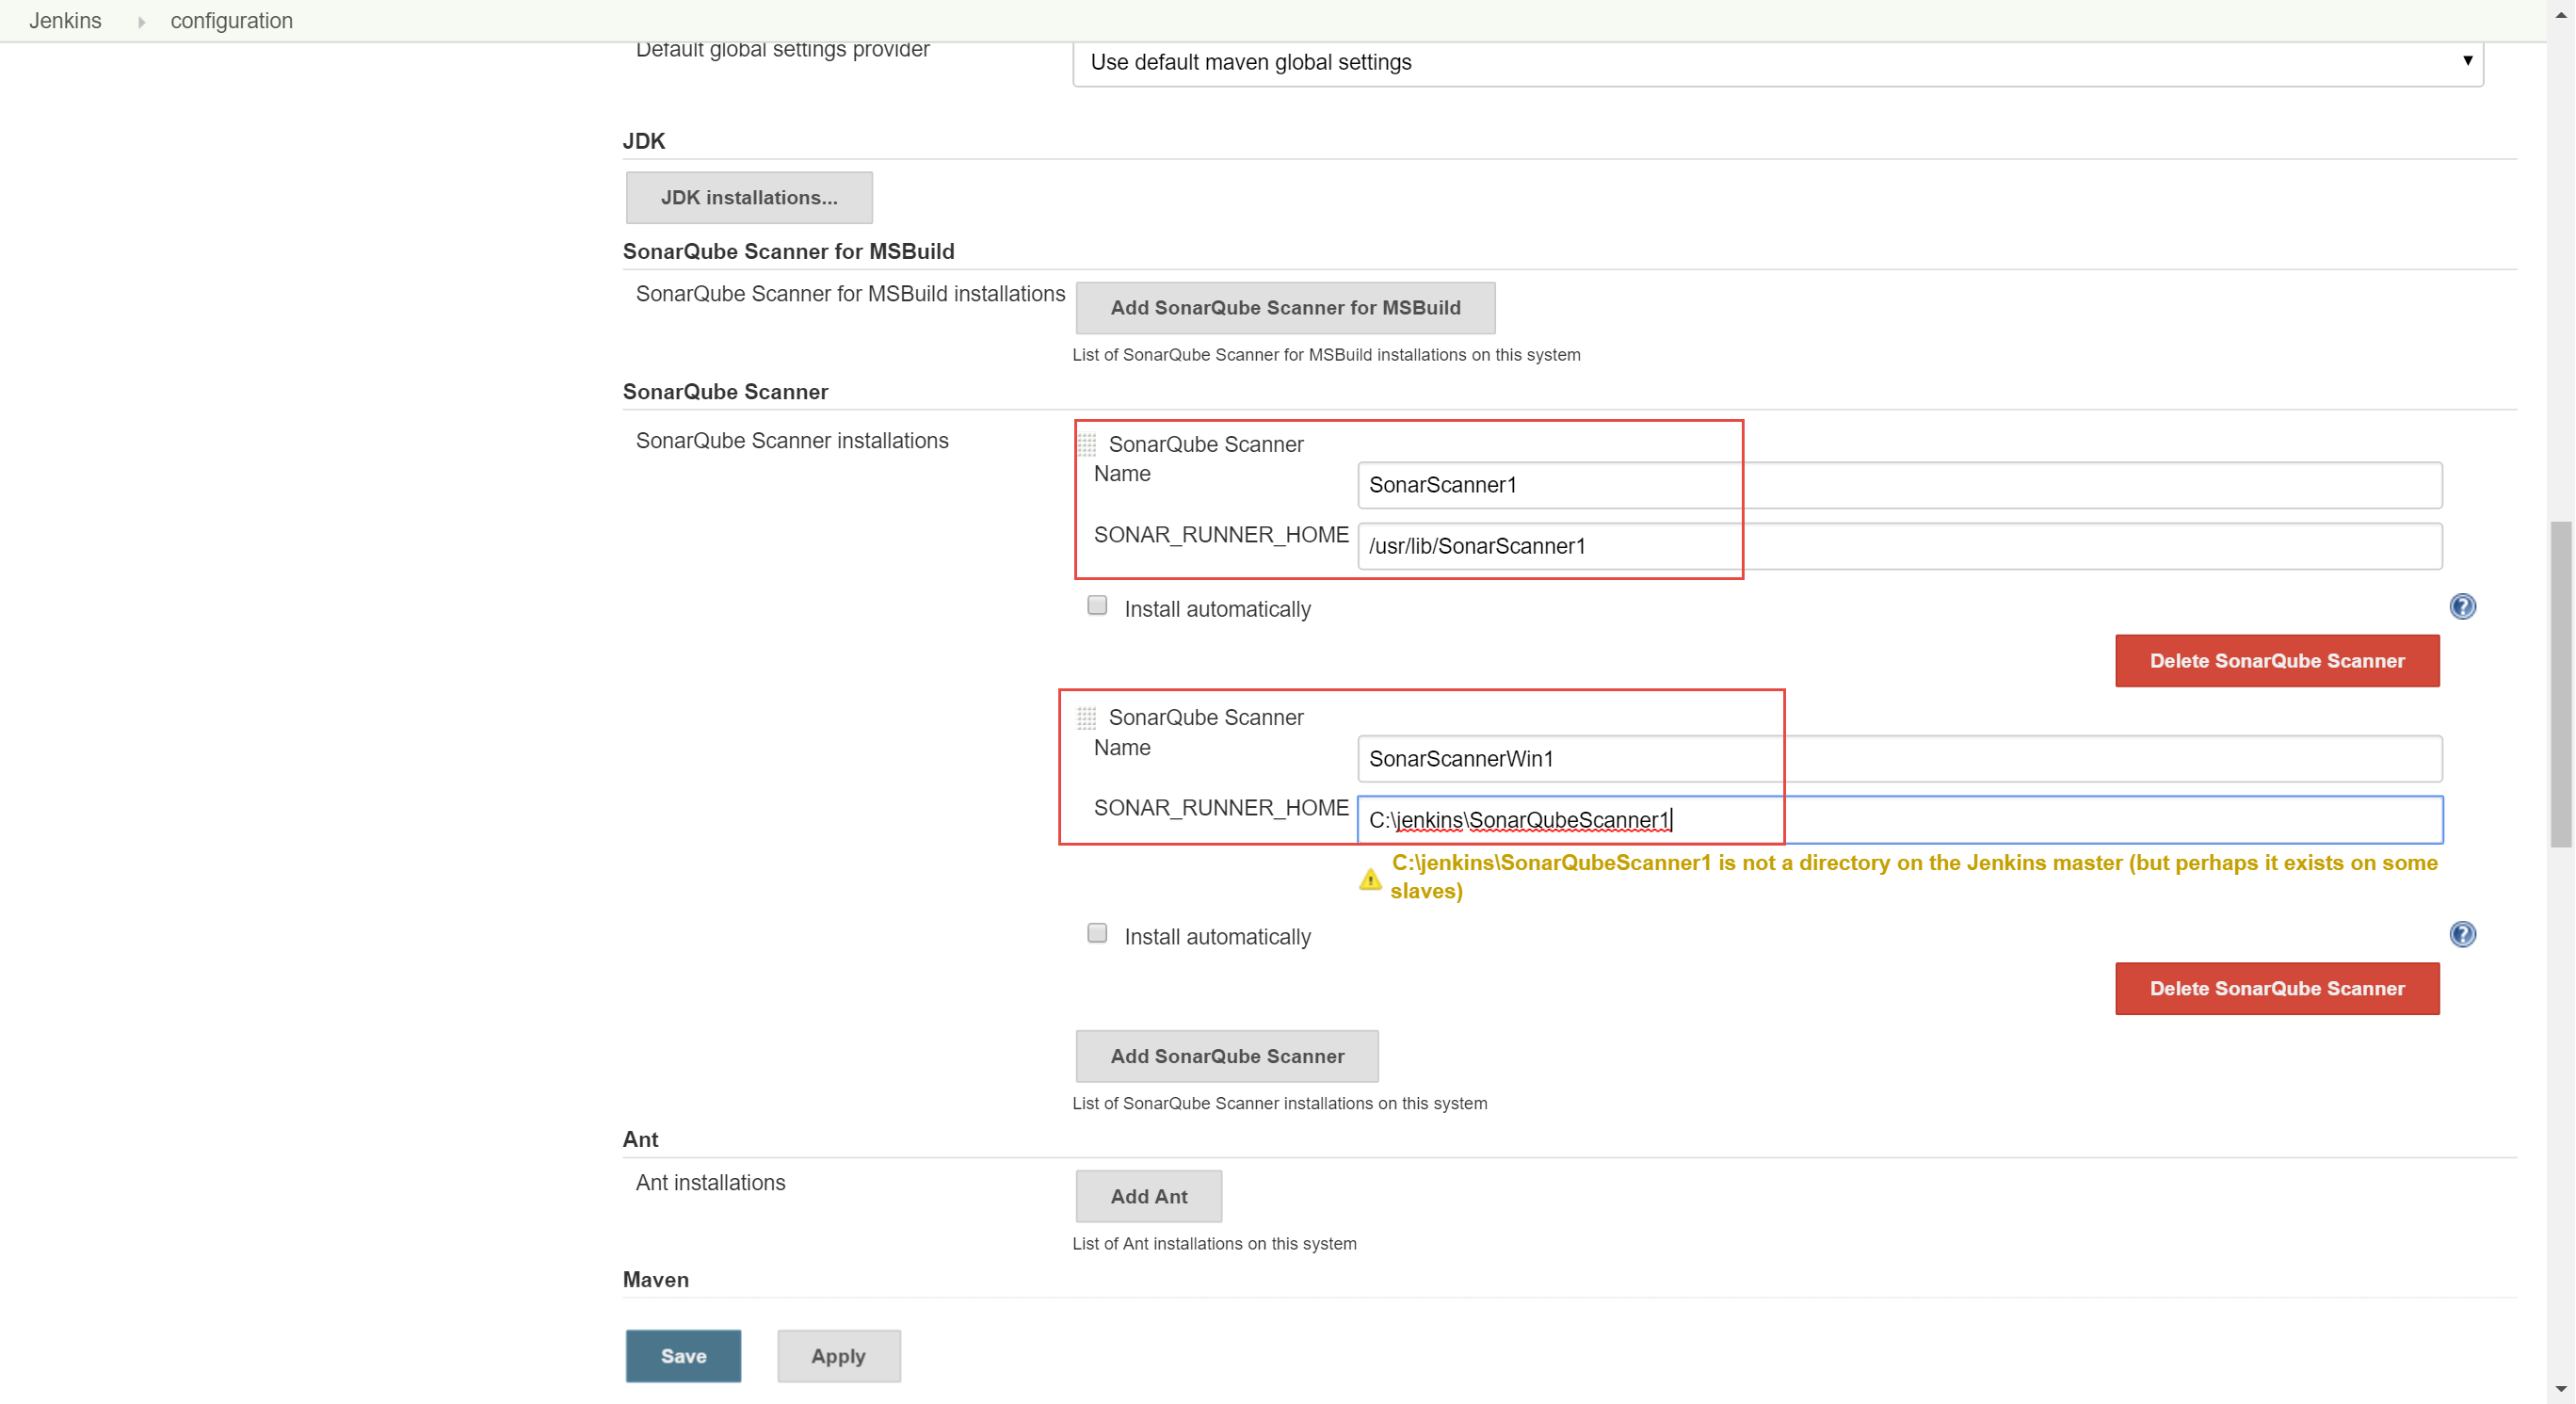 Jenkins configuration
Default global settings provider
Use default maven global settings
JDK
JDK installations...
SonarQube Scanner for MSBuild
SonarQube Scanner for MSBuild installations
Add SonarQube Scanner for MSBuild
List of SonarQube Scanner for MSBuild installations on this system
SonarQube Scanner
SonarQube Scanner installations
SonarQube Scanner
Name
SonarScanner1
SONAR_RUNNER_HOME
/usr/lib/SonarScanner1
Install automatically
Delete SonarQube Scanner
SonarQube Scanner
Name
SonarScannerWin1
SONAR_RUNNER_HOME
C:\jenkins\SonarQubeScanner1
C:\jenkins\SonarQubeScanner1 is not a directory on the Jenkins master (but perhaps it exists on some
slaves)
Install automatically
Delete SonarQube Scanner
Add SonarQube Scanner
List of SonarQube Scanner installations on this system
Ant
Ant installations
Add Ant
List of Ant installations on this system
Maven
Save
Apply